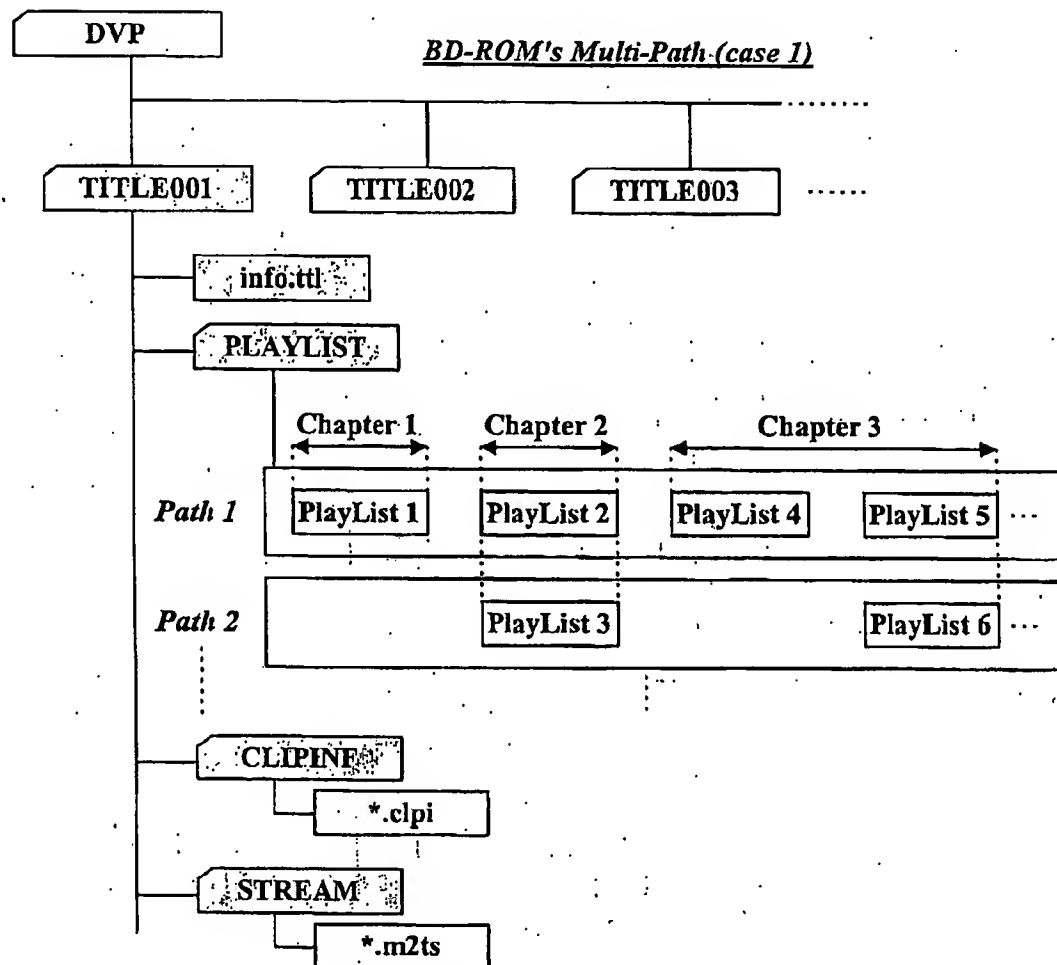 DVP
BD-ROM's Multi-Path (case 1)
TITLE001
TITLE002
TITLE003
info.ttl
PLAYLIST
Chapter 1
Chapter 2
Chapter 3
Path 1
PlayList 1
PlayList 2
PlayList 4
PlayList 5
Path 2
PlayList 3
PlayList 6
CLIPINF
*.clpi
STREAM
*.m2ts